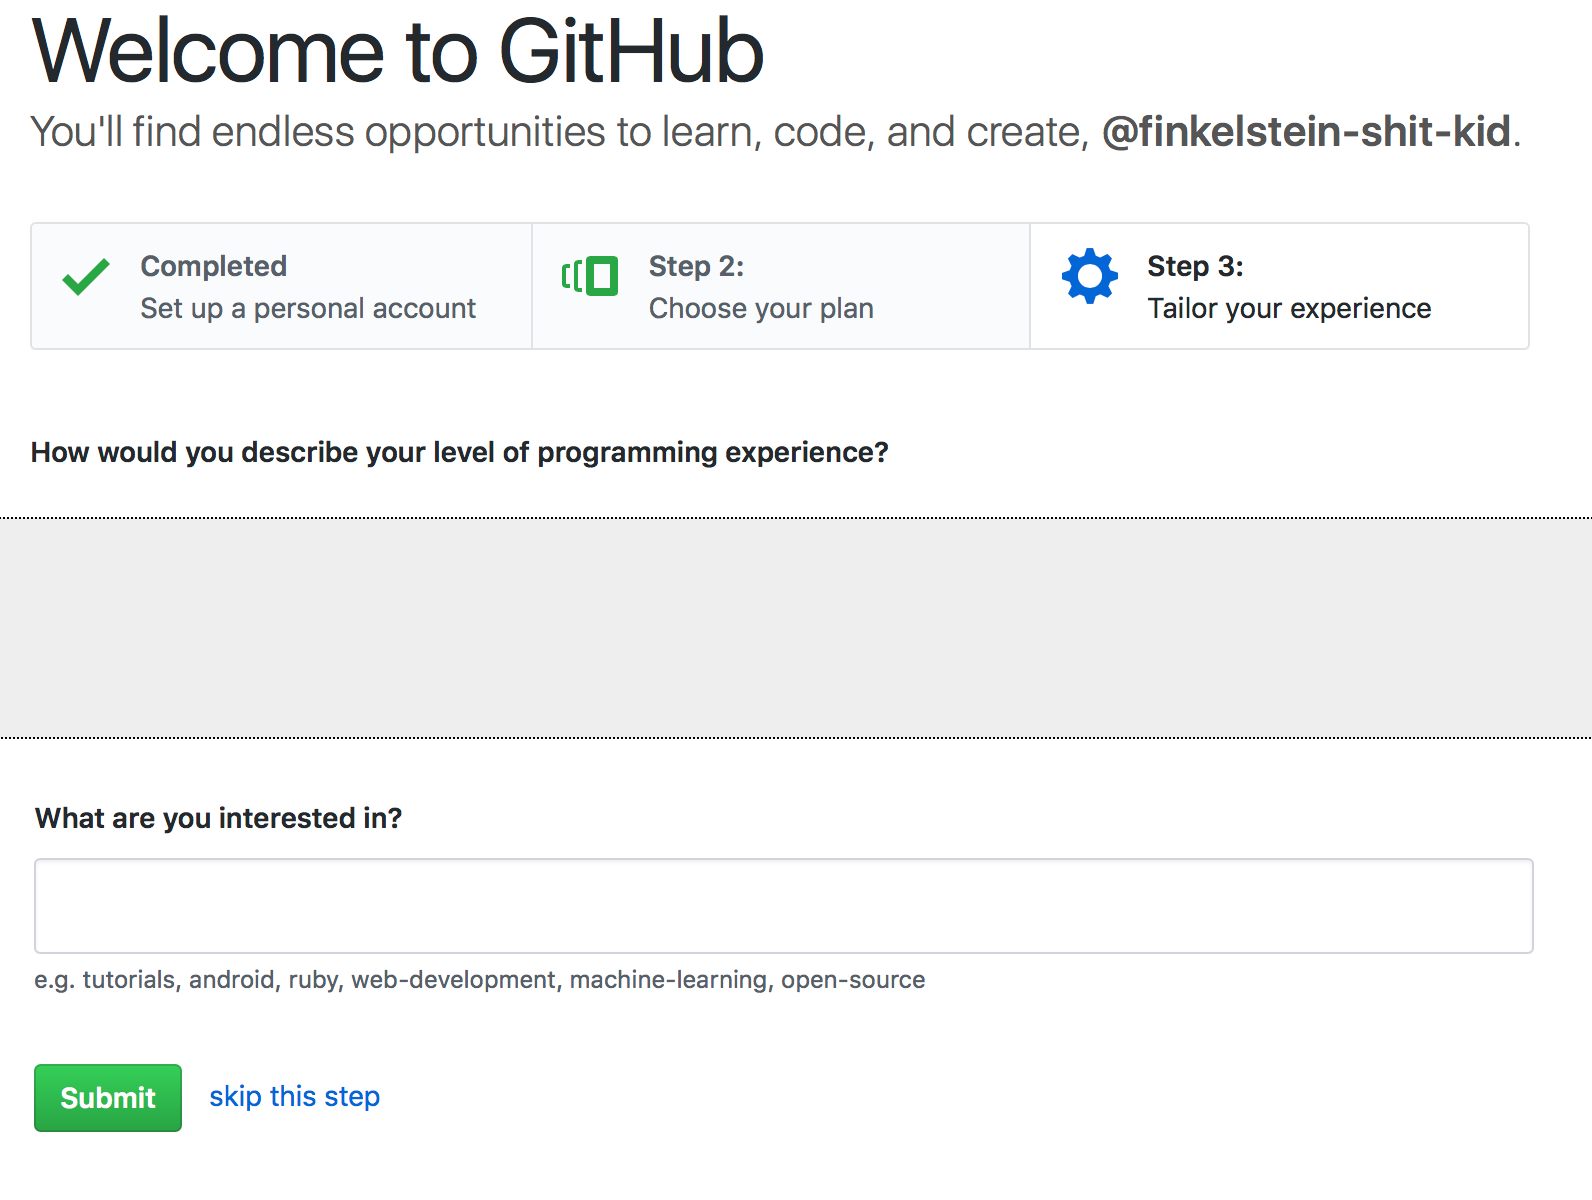 Welcome to GitHub
You'll find endless opportunities to learn, code, and create, @finkelstein-shit-kid.
Completed
Set up a personal account
Step 2:
Choose your plan
Step 3:
Tailor your experience
How would you describe your level of programming experience?
What are you interested in?
e.g. tutorials, android, ruby, web-development, machine-learning, open-source
Submit
skip this step